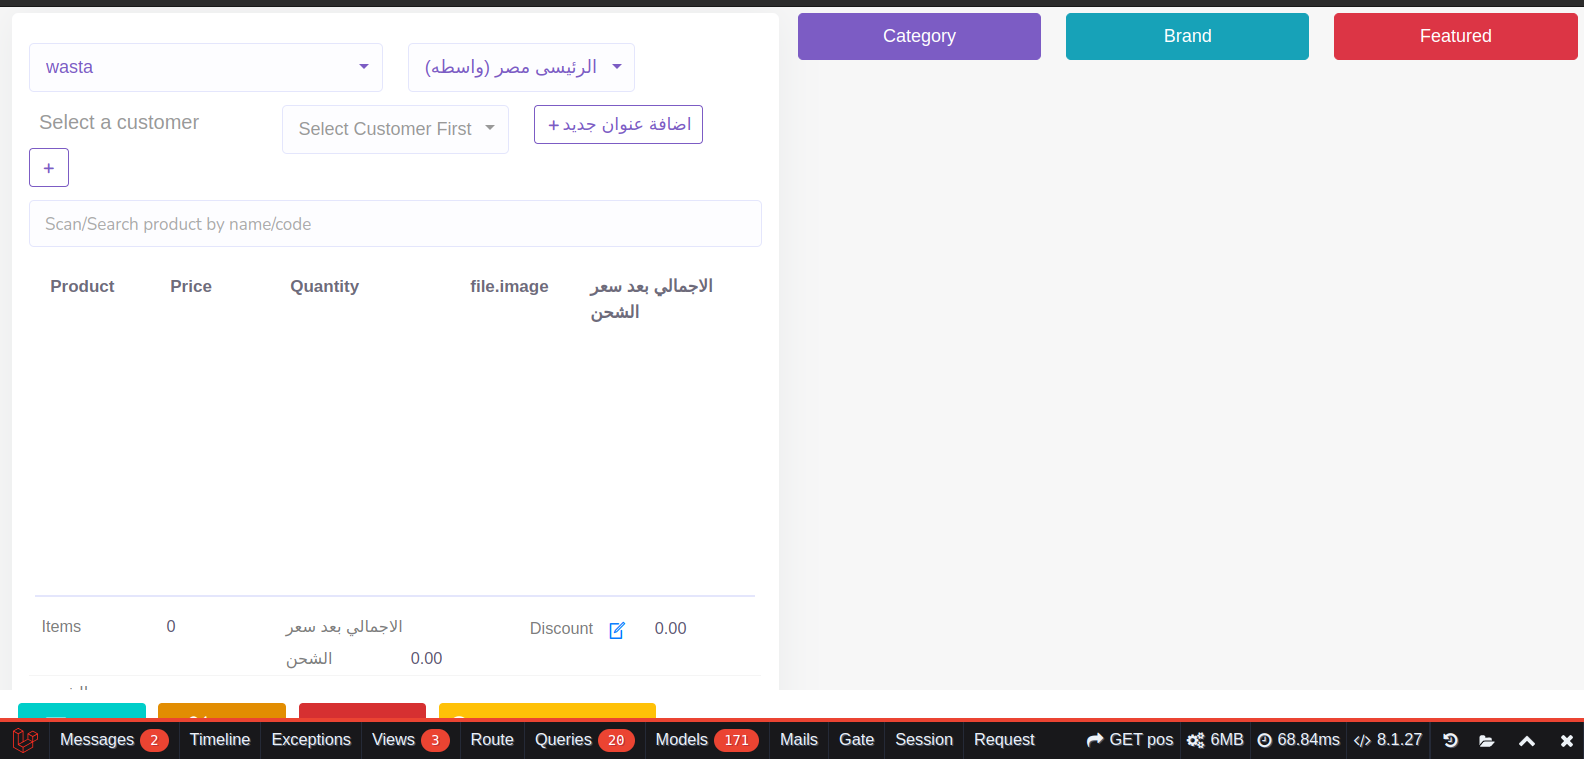 wasta
الرئيسى مصر (واسطه)
Category
Brand
Featured
Select a customer
Select Customer First
+ اضافة عنوان جديد
+
Scan/Search product by name/code
Product Price Quantity file.image الاجمالي بعد سعر
الشحن
Items 0 الاجمالي بعد سعر Discount 0.00
الشحن 0.00
Messages 2 Timeline Exceptions Views 3 Route Queries 20 Models 171 Mails Gate Session Request GET pos 6MB 68.84ms 8.1.27